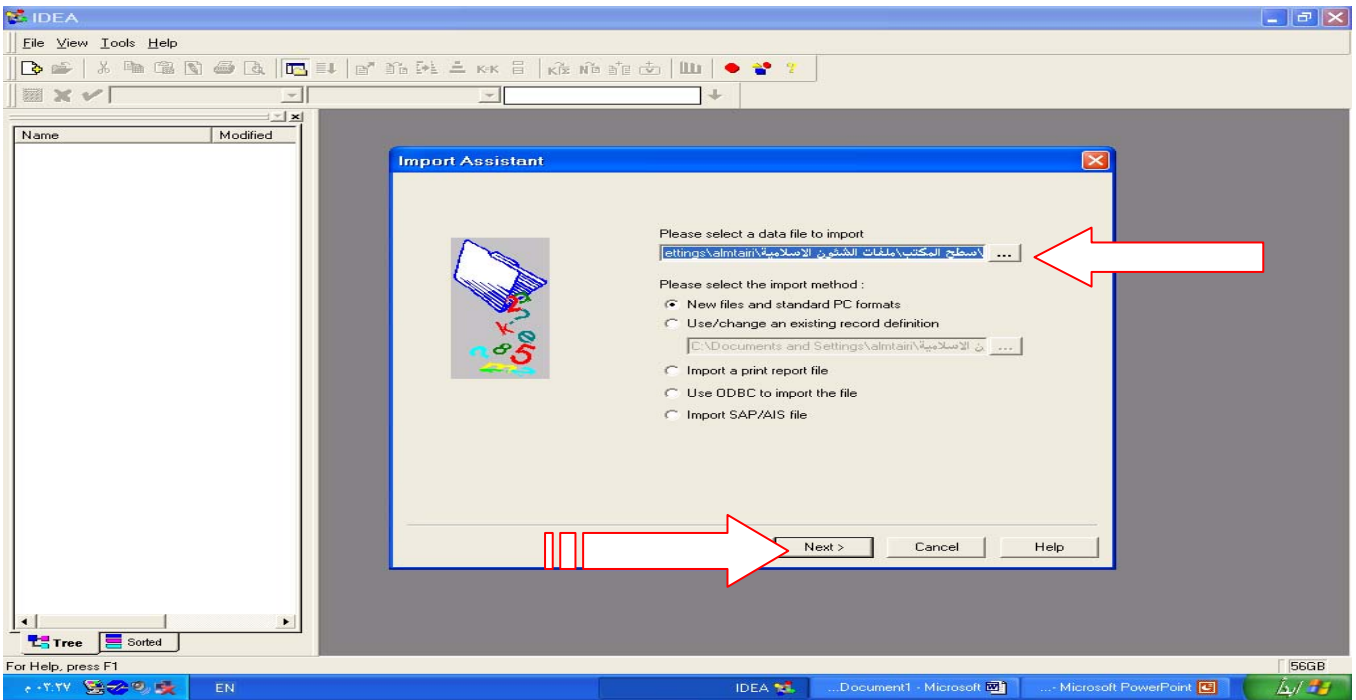 IDEA
File View Tools Help
Name Modified
Import Assistant
Please select a data file to import
ettings\almtairi\سطح المكتب\ملفات الشئون الاسلامية\ ...
Please select the import method :
New files and standard PC formats
Use/change an existing record definition
C:\Documents and Settings\almtairi\ن الاسلامية ...
Import a print report file
Use ODBC to import the file
Import SAP/AIS file
Next > Cancel Help
Tree Sorted
For Help, press F1 56GB
٠٣:٢٧ م EN IDEA ...Document1 - Microsoft ...- Microsoft PowerPoint ابدأ